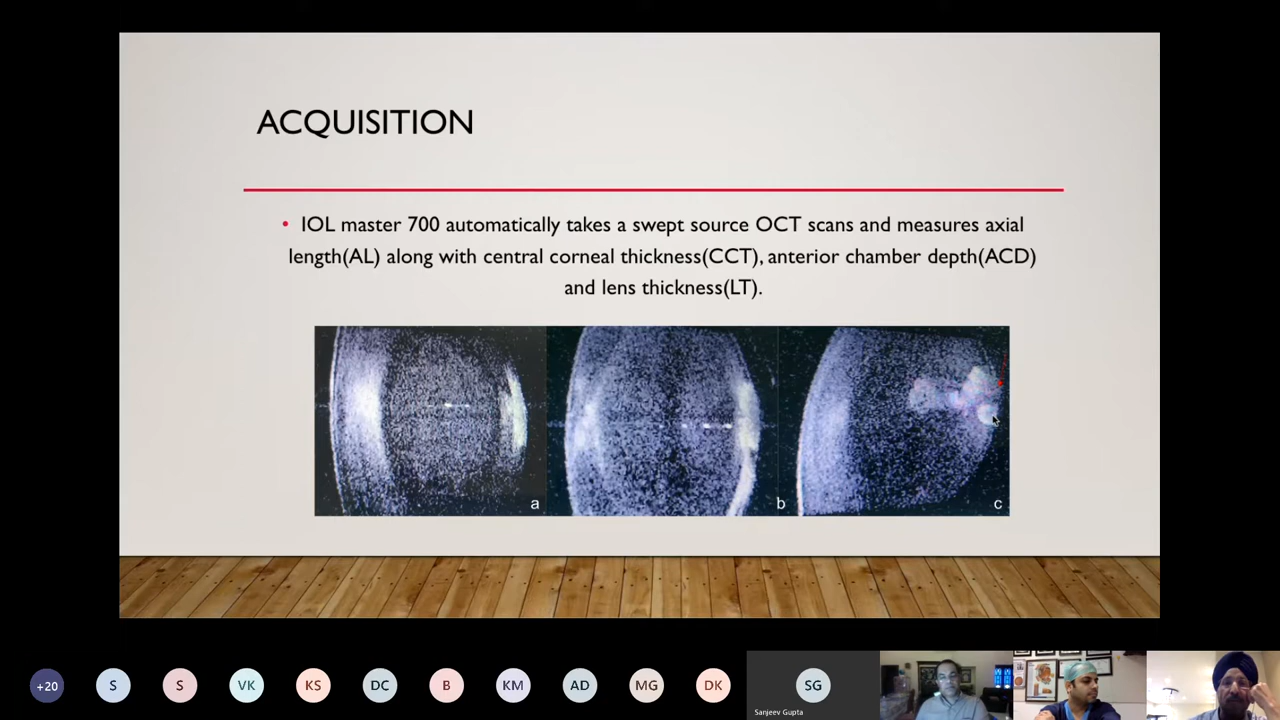 ACQUISITION
• IOL master 700 automatically takes a swept source OCT scans and measures axial
length(AL) along with central corneal thickness(CCT), anterior chamber depth(ACD)
and lens thickness(LT).
a
b
c
+20
S
S
VK
KS
DC
B
KM
AD
MG
DK
SG
Sanjeev Gupta